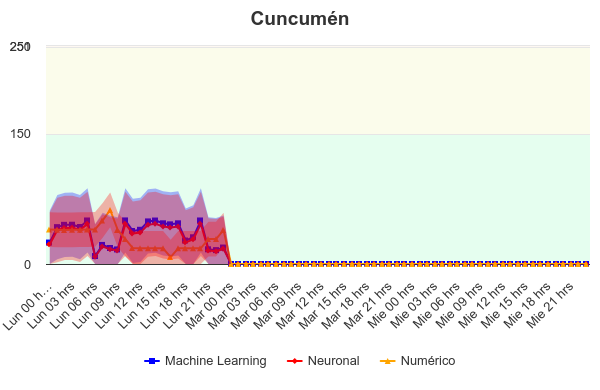 Cuncumén
250
150
0
Lun 00 h...
Lun 03 hrs
Lun 06 hrs
Lun 09 hrs
Lun 12 hrs
Lun 15 hrs
Lun 18 hrs
Lun 21 hrs
Mar 00 hrs
Mar 03 hrs
Mar 06 hrs
Mar 09 hrs
Mar 12 hrs
Mar 15 hrs
Mar 18 hrs
Mar 21 hrs
Mie 00 hrs
Mie 03 hrs
Mie 06 hrs
Mie 09 hrs
Mie 12 hrs
Mie 15 hrs
Mie 18 hrs
Mie 21 hrs
Machine Learning Neuronal Numérico